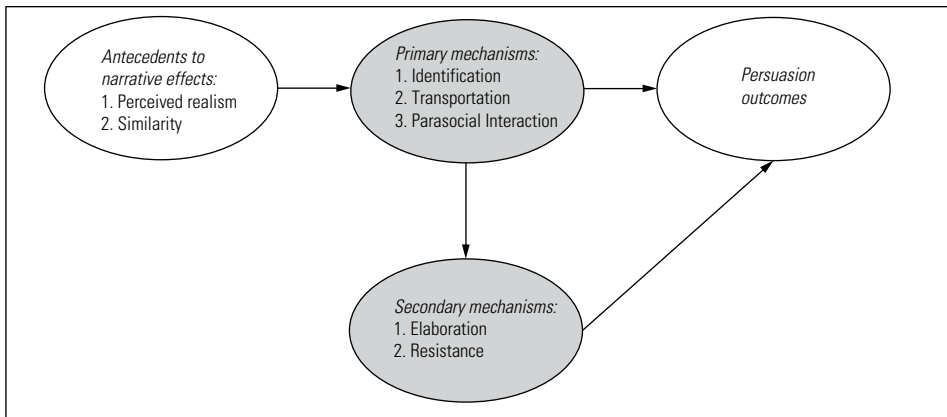 Antecedents to
narrative effects:
1. Perceived realism
2. Similarity
Primary mechanisms:
1. Identification
2. Transportation
3. Parasocial Interaction
Persuasion
outcomes
Secondary mechanisms:
1. Elaboration
2. Resistance